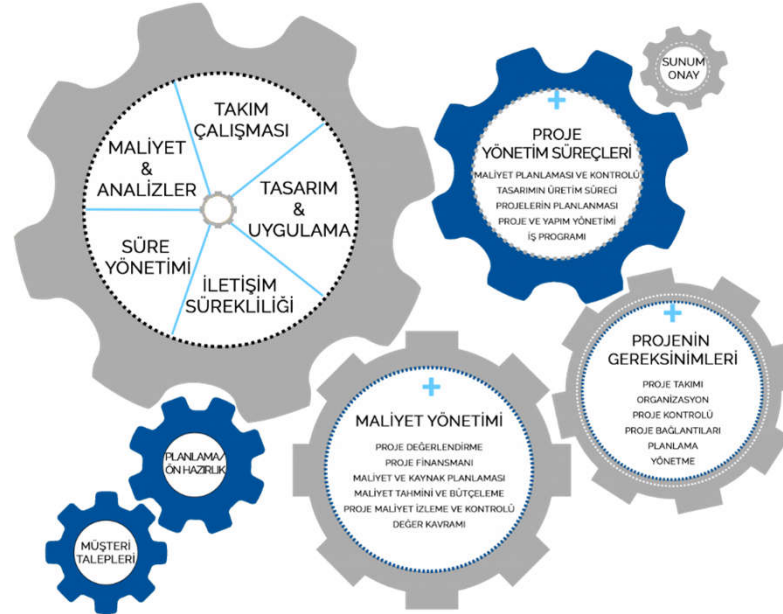 TAKIM
ÇALIŞMASI
MALİYET
&
ANALİZLER
TASARIM
&
UYGULAMA
SÜRE
YÖNETİMİ
İLETİŞİM
SÜREKLİLİĞİ
PROJE
YÖNETİM SÜREÇLERİ
MALİYET PLANLAMASI VE KONTROLÜ
TASARIMIN ÜRETİM SÜRECİ
PROJELERİN PLANLANMASI
PROJE VE YAPIM YÖNETİMİ
İŞ PROGRAMI
SUNUM
ONAY
PROJENİN
GEREKSİNİMLERİ
PROJE TAKIMI
ORGANİZASYON
PROJE KONTROLÜ
PROJE BAĞLANTILARI
PLANLAMA
YÖNETME
MALİYET YÖNETİMİ
PROJE DEĞERLENDİRME
PROJE FİNANSMANI
MALİYET VE KAYNAK PLANLAMASI
MALİYET TAHMİNİ VE BÜTÇELEME
PROJE MALİYET İZLEME VE KONTROLÜ
DEĞER KAVRAMI
PLANLAMA/
ÖN HAZIRLIK
MÜŞTERİ
TALEPLERİ